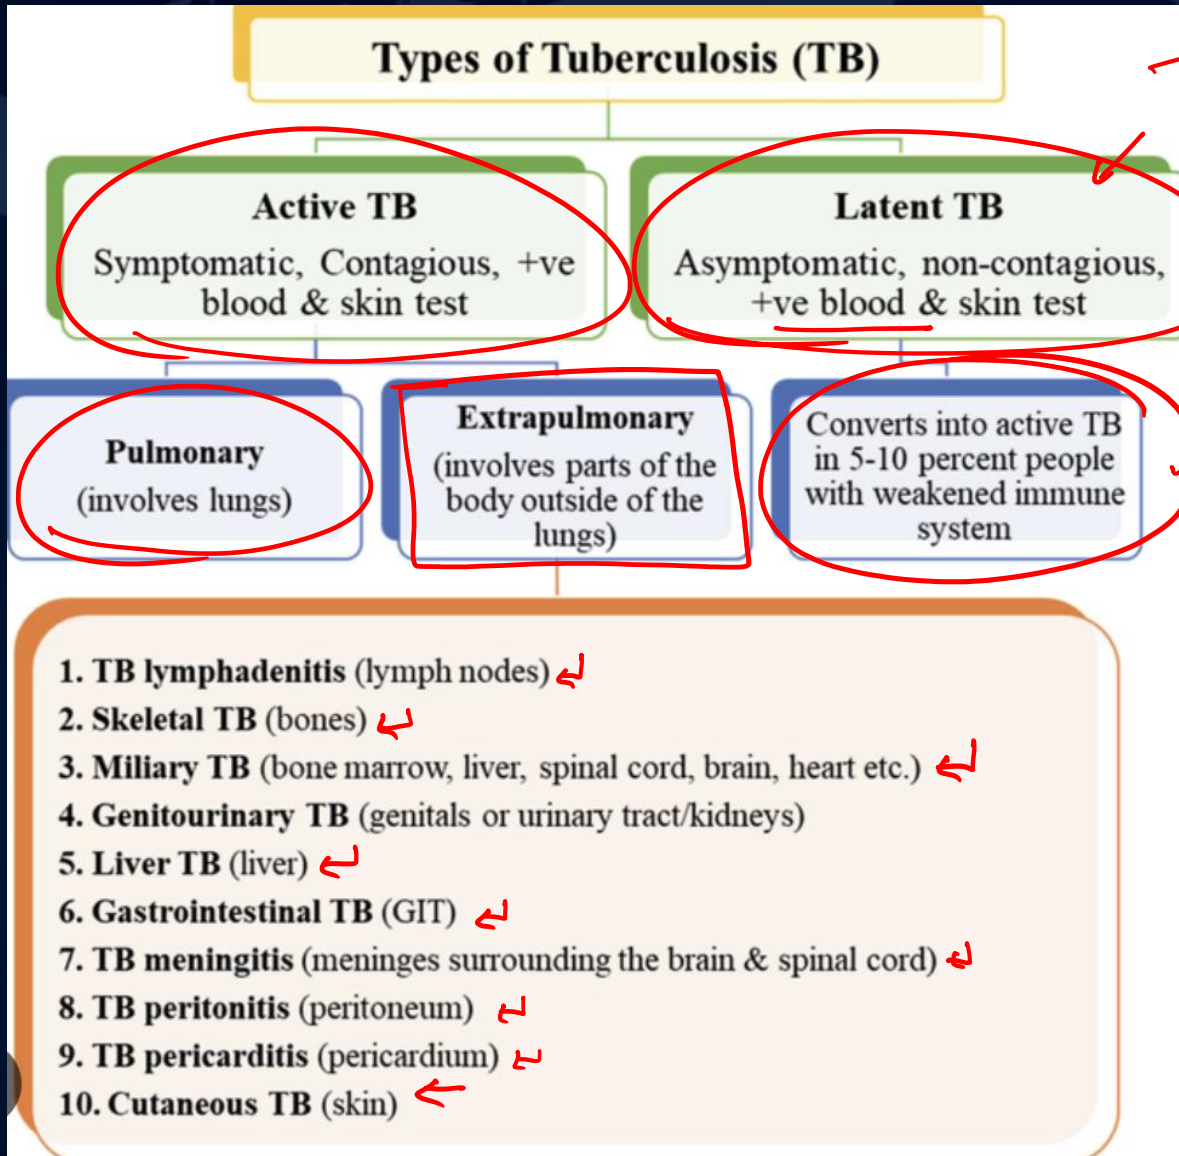 Types of Tuberculosis (TB)
Active TB
Symptomatic, Contagious, +ve
blood & skin test
Latent TB
Asymptomatic, non-contagious,
+ve blood & skin test
Pulmonary
(involves lungs)
Extrapulmonary
(involves parts of the
body outside of the
lungs)
Converts into active TB
in 5-10 percent people
with weakened immune
system
1. TB lymphadenitis (lymph nodes)
2. Skeletal TB (bones)
3. Miliary TB (bone marrow, liver, spinal cord, brain, heart etc.)
4. Genitourinary TB (genitals or urinary tract/kidneys)
5. Liver TB (liver)
6. Gastrointestinal TB (GIT)
7. TB meningitis (meninges surrounding the brain & spinal cord)
8. TB peritonitis (peritoneum)
9. TB pericarditis (pericardium)
10. Cutaneous TB (skin)